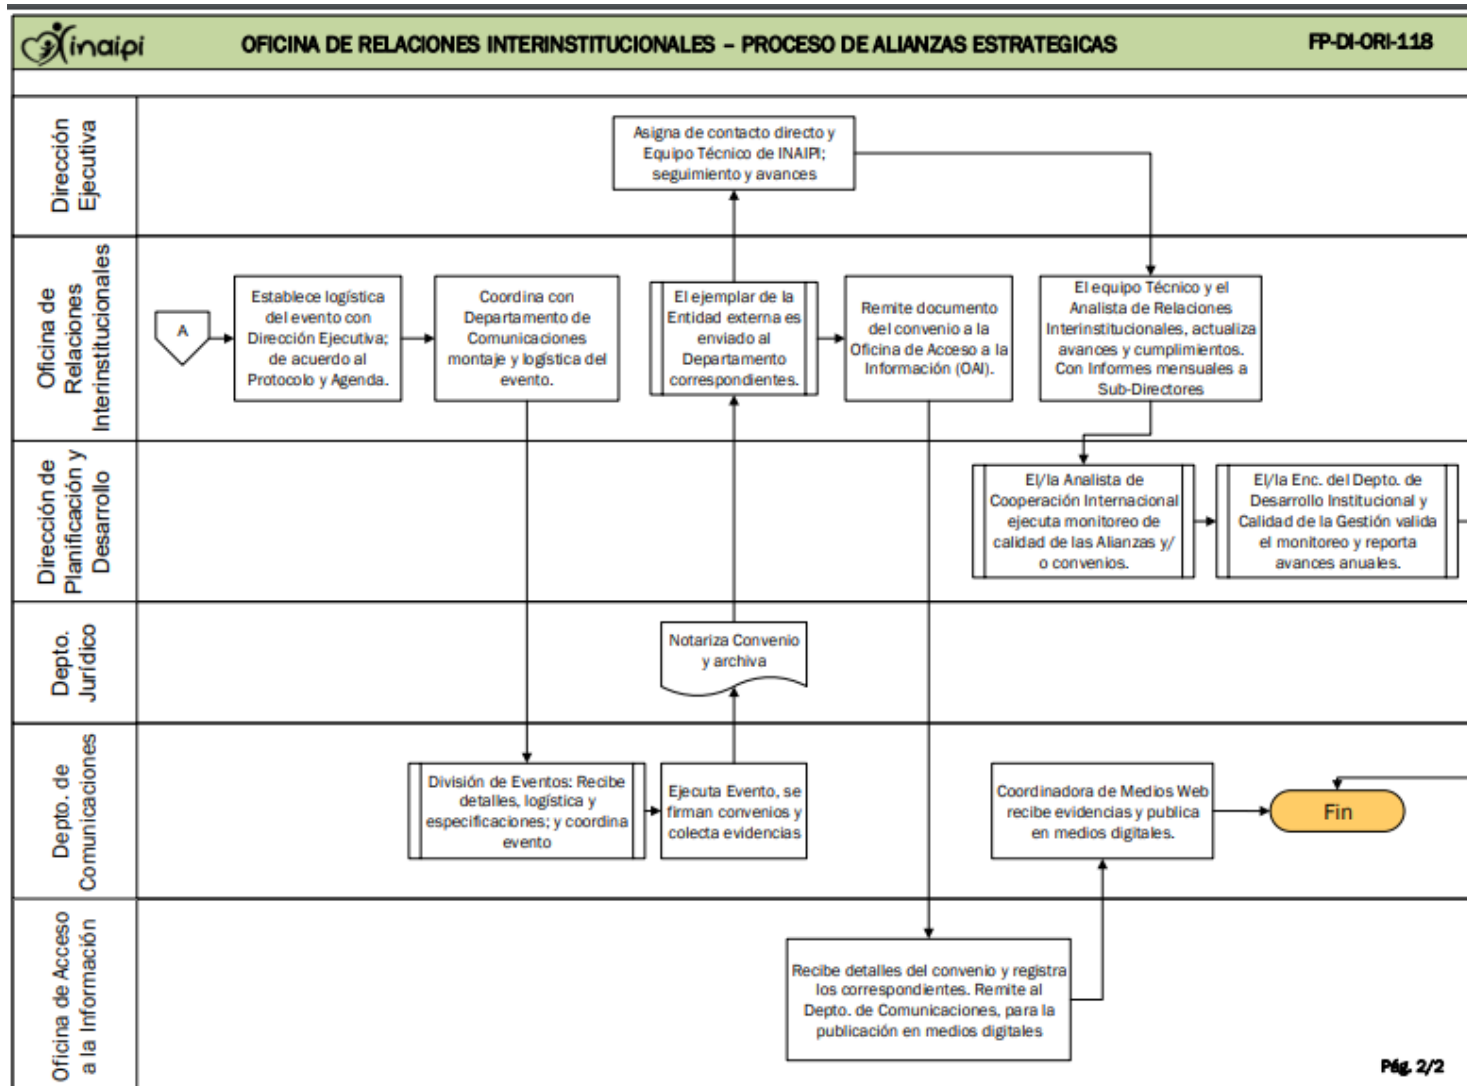 inaipi
OFICINA DE RELACIONES INTERINSTITUCIONALES – PROCESO DE ALIANZAS ESTRATEGICAS
FP-DI-ORI-118
Dirección
Ejecutiva
Asigna de contacto directo y
Equipo Técnico de INAIPI;
seguimiento y avances
Oficina de
Relaciones
Interinstitucionales
A
Establece logística
del evento con
Dirección Ejecutiva;
de acuerdo al
Protocolo y Agenda.
Coordina con
Departamento de
Comunicaciones
montaje y logística del
evento.
El ejemplar de la
Entidad externa es
enviado al
Departamento
correspondientes.
Remite documento
del convenio a la
Oficina de Acceso a la
Información (OAI).
El equipo Técnico y el
Analista de Relaciones
Interinstitucionales, actualiza
avances y cumplimientos.
Con Informes mensuales a
Sub-Directores
Dirección de
Planificación y
Desarrollo
El/la Analista de
Cooperación Internacional
ejecuta monitoreo de
calidad de las Alianzas y/
o convenios.
El/la Enc. del Depto. de
Desarrollo Institucional y
Calidad de la Gestión valida
el monitoreo y reporta
avances anuales.
Depto.
Jurídico
Notariza Convenio
y archiva
Depto. de
Comunicaciones
División de Eventos: Recibe
detalles, logística y
especificaciones; y coordina
evento
Ejecuta Evento, se
firman convenios y
colecta evidencias
Coordinadora de Medios Web
recibe evidencias y publica
en medios digitales.
Fin
Oficina de Acceso
a la Información
Recibe detalles del convenio y registra
los correspondientes. Remite al
Depto. de Comunicaciones, para la
publicación en medios digitales
Pág. 2/2